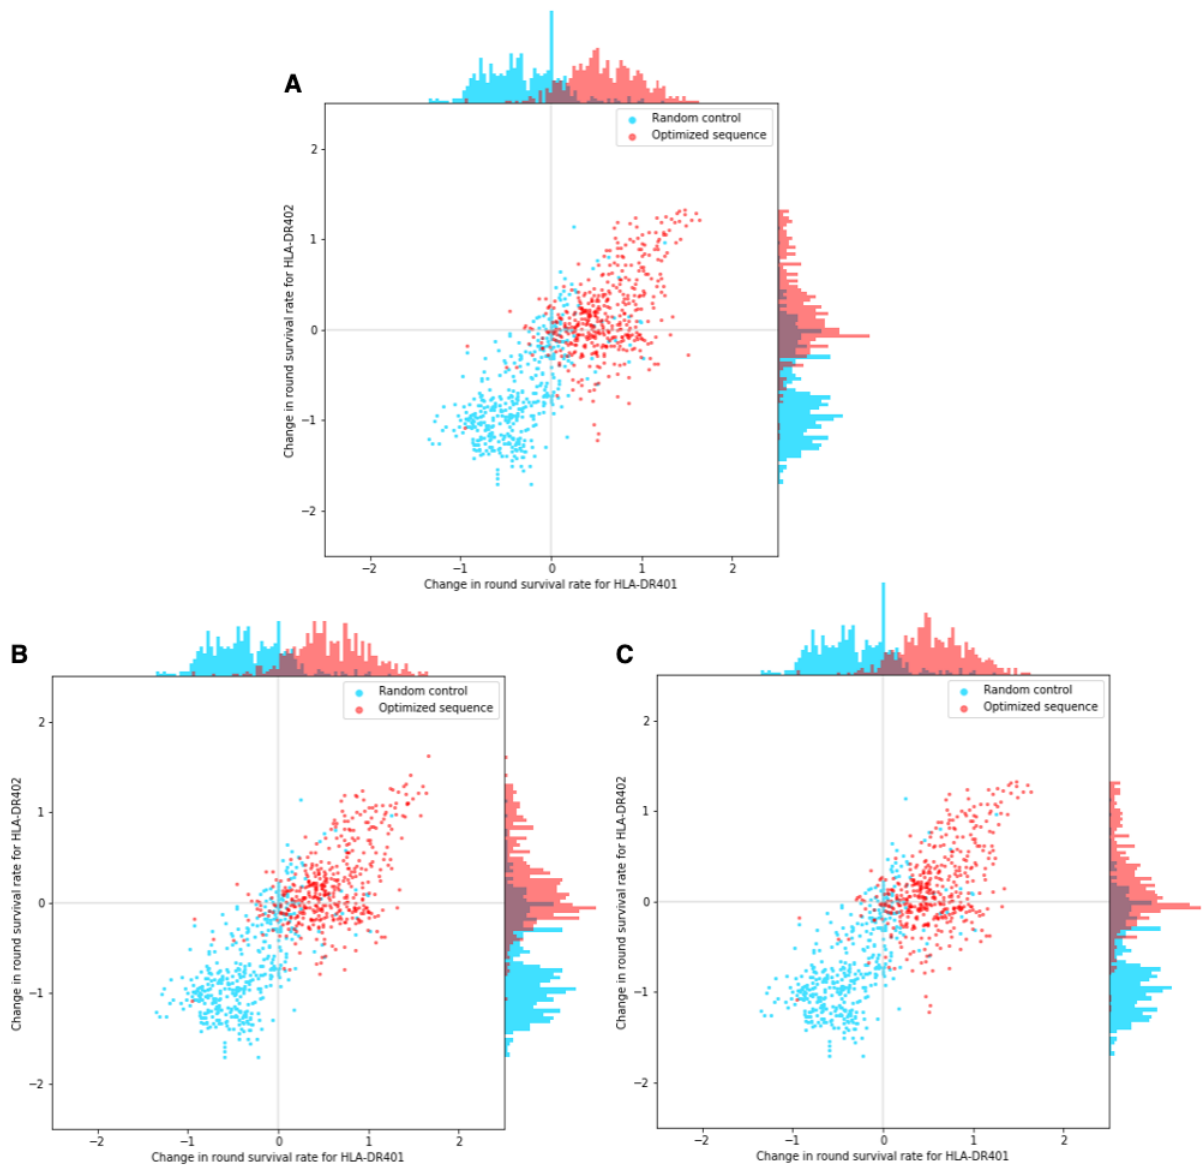 A
Random control
Optimized sequence
2
1
0
−1
−2
Change in round survival rate for HLA-DR402
−2
−1
0
1
2
Change in round survival rate for HLA-DR401
B
Random control
Optimized sequence
2
1
0
−1
−2
Change in round survival rate for HLA-DR402
−2
−1
0
1
2
Change in round survival rate for HLA-DR401
C
Random control
Optimized sequence
2
1
0
−1
−2
Change in round survival rate for HLA-DR402
−2
−1
0
1
2
Change in round survival rate for HLA-DR401